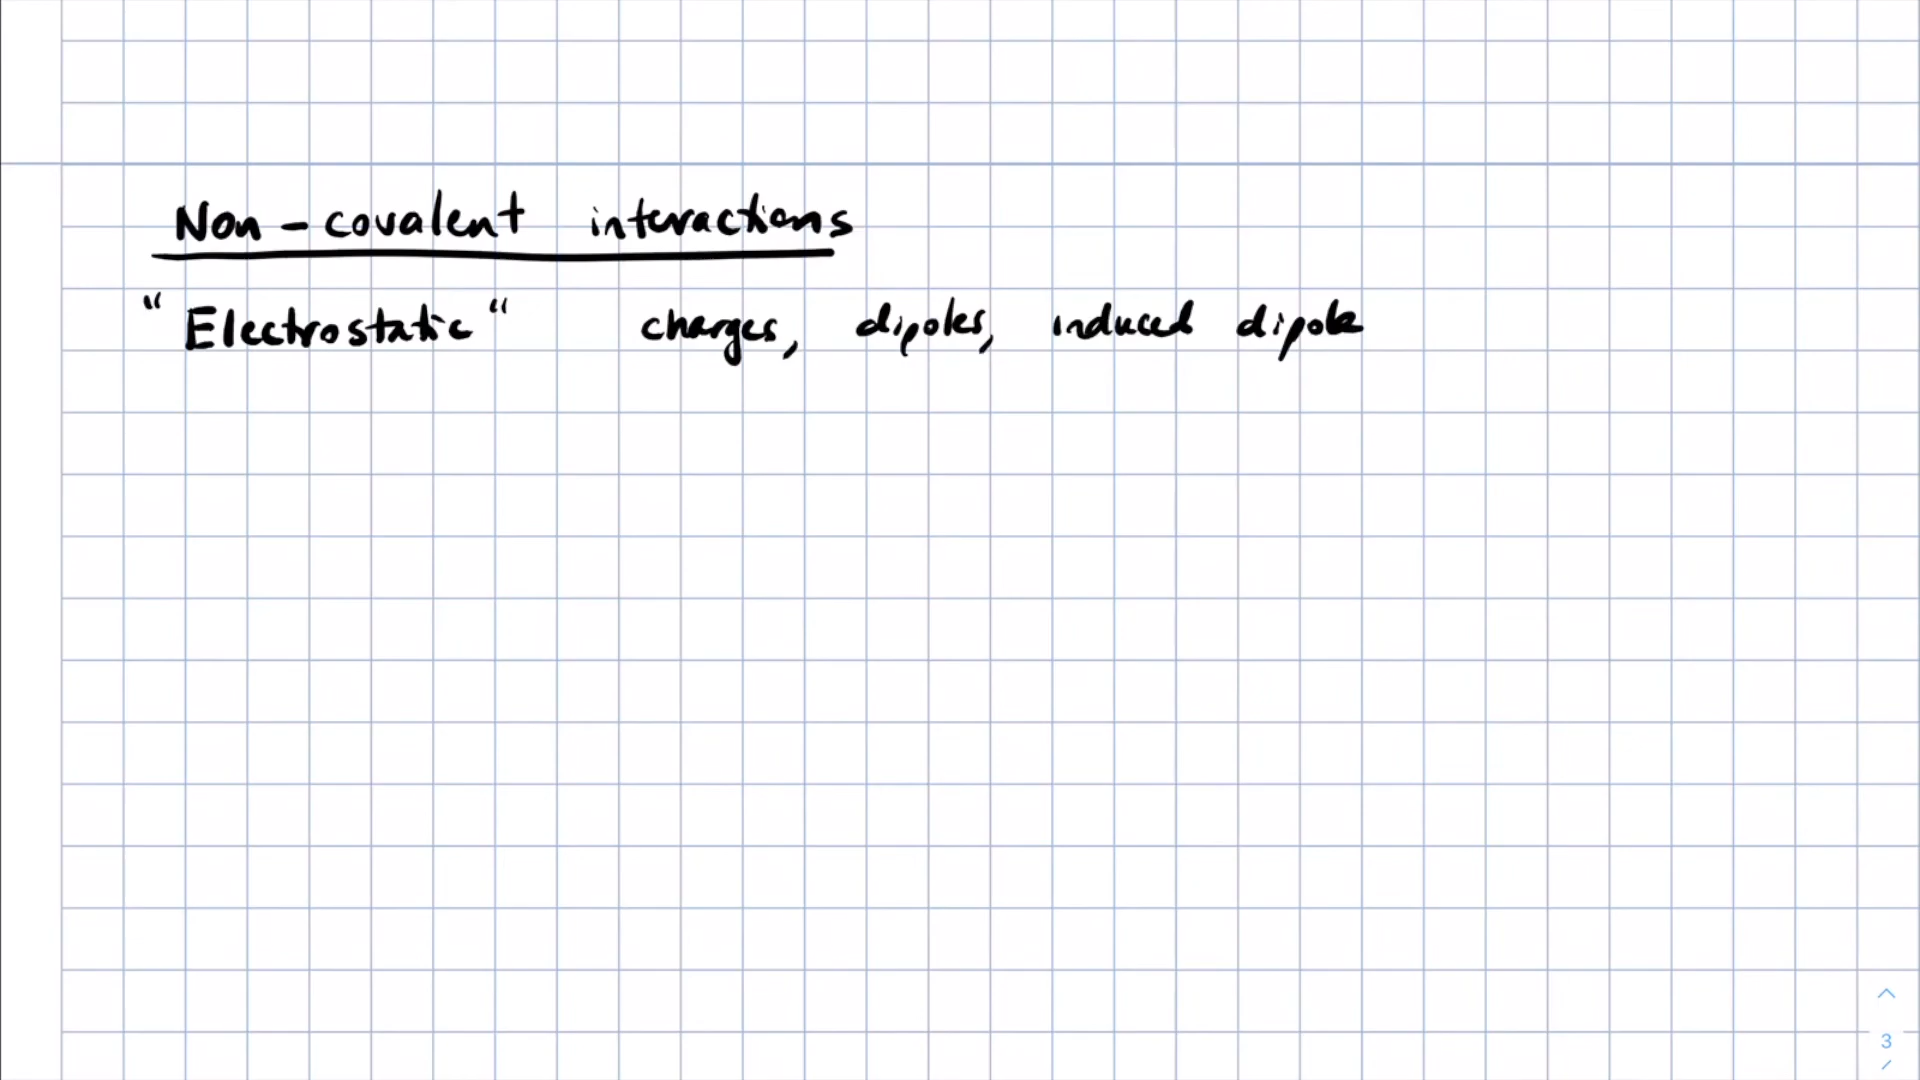 Non-covalent interactions
"Electrostatic" charges, dipoles, induced dipole
3